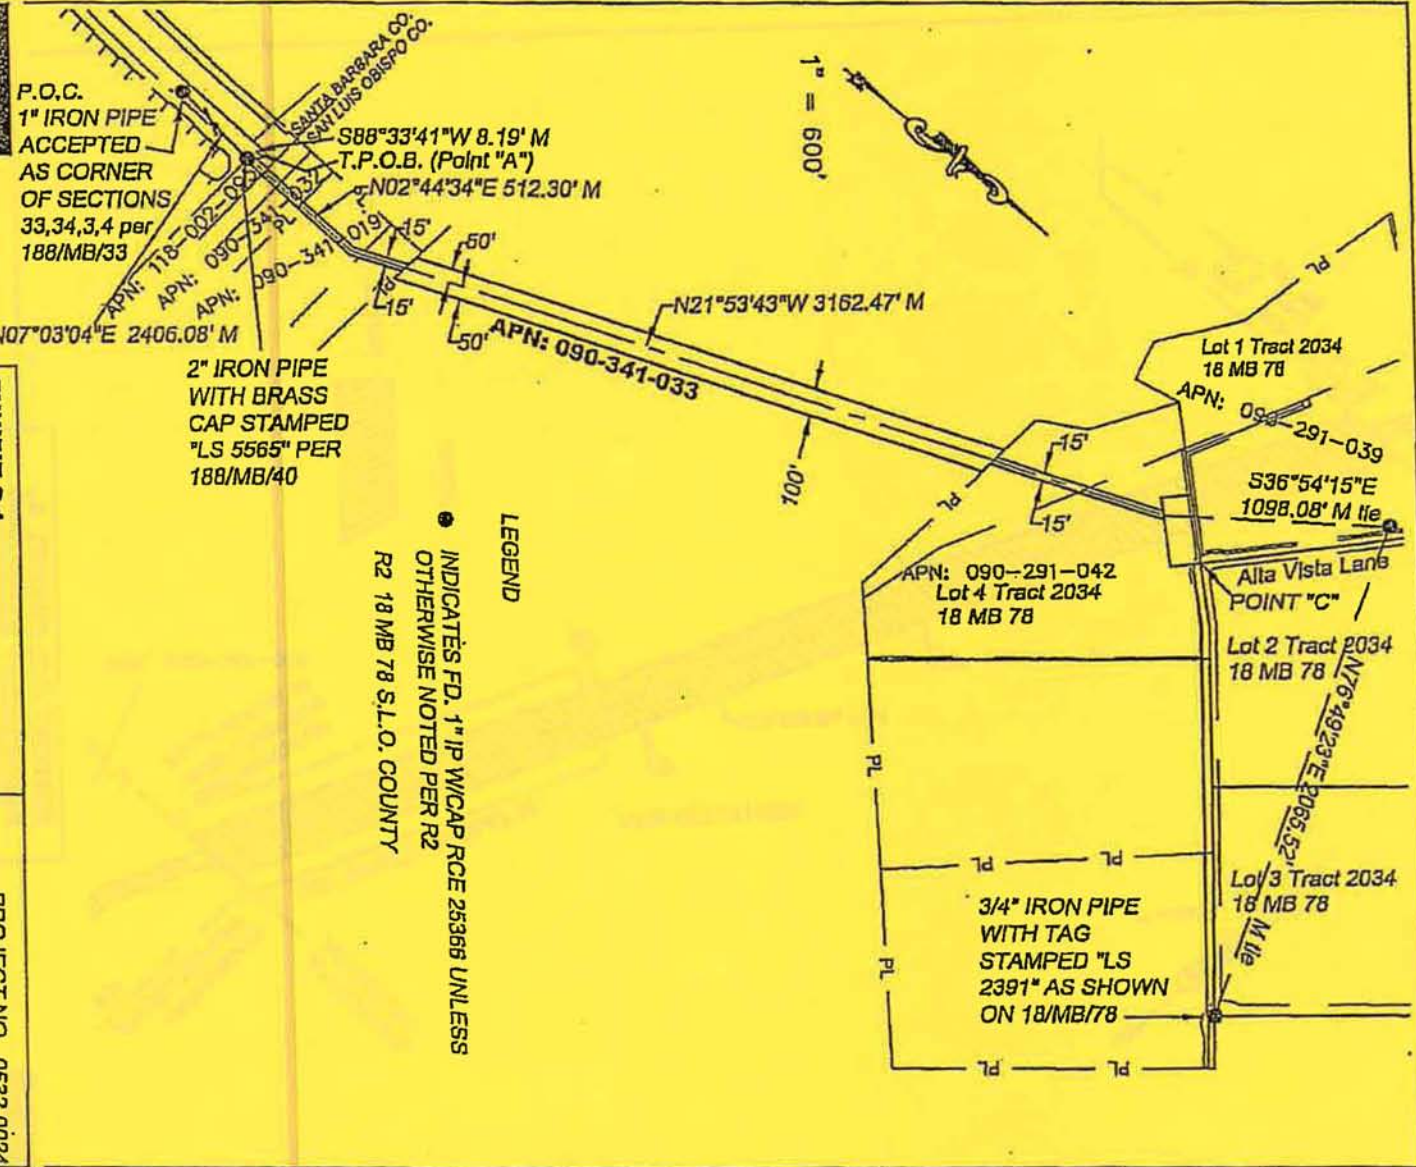 P.O.C.
1" IRON PIPE
ACCEPTED
AS CORNER
OF SECTIONS
33,34,3,4 per
188/MB/33
SANTA BARBARA CO.
SAN LUIS OBISPO CO.
S88°33'41"W 8.19' M
T.P.O.B. (Point "A")
N02°44'34"E 512.30' M
APN: 118-002-093
APN: 090-341-032
APN: 090-341-019
PL
PL
PL
N07°03'04"E 2406.08' M
2" IRON PIPE
WITH BRASS
CAP STAMPED
"LS 5565" PER
188/MB/40
15'
15'
50'
50'
N21°53'43"W 3162.47' M
APN: 090-341-033
100'
1" = 600'
PL
Lot 1 Tract 2034
18 MB 78
APN: 090-291-039
S36°54'15"E
1098.08' M tie
15'
15'
PL
APN: 090-291-042
Lot 4 Tract 2034
18 MB 78
Alta Vista Lane
POINT "C"
Lot 2 Tract 2034
18 MB 78
N76°49'23"E 2065.52' M tie
Lot 3 Tract 2034
18 MB 78
PL
PL
PL
PL
PL
PL
3/4" IRON PIPE
WITH TAG
STAMPED "LS
2391" AS SHOWN
ON 18/MB/78
LEGEND
INDICATES FD. 1" IP W/CAP RCE 25366 UNLESS
OTHERWISE NOTED PER R2
R2 18 MB 78 S.L.O. COUNTY